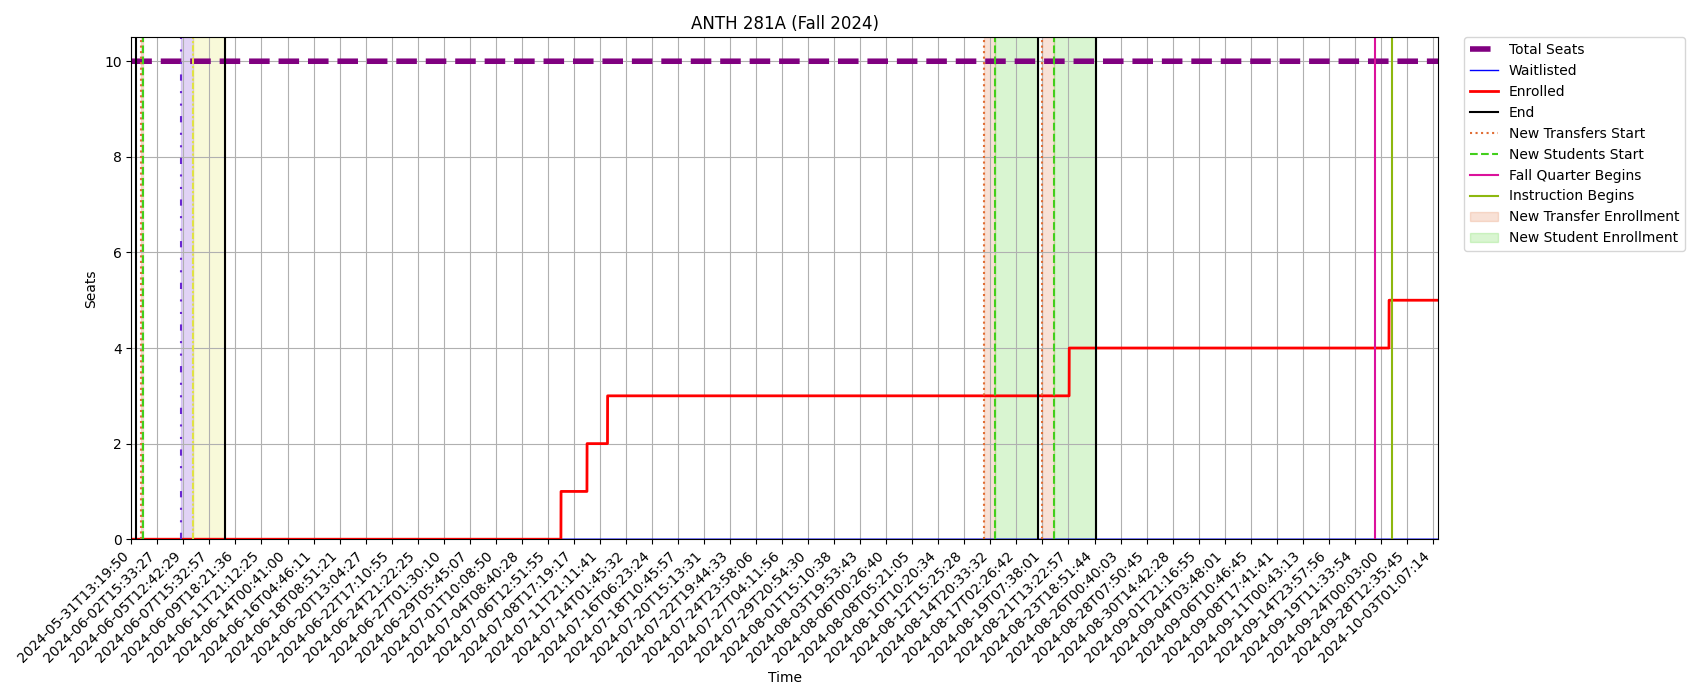 ANTH 281A (Fall 2024)
Total Seats
Waitlisted
Enrolled
End
New Transfers Start
New Students Start
Fall Quarter Begins
Instruction Begins
New Transfer Enrollment
New Student Enrollment
Seats
10
8
6
4
2
0
2024-05-31T13:19:50
2024-06-02T15:33:27
2024-06-05T12:42:29
2024-06-07T15:32:57
2024-06-09T18:21:36
2024-06-11T21:12:25
2024-06-14T00:41:00
2024-06-16T04:46:11
2024-06-18T08:51:21
2024-06-20T13:04:27
2024-06-22T17:10:55
2024-06-24T21:22:25
2024-06-27T01:30:10
2024-06-29T05:45:07
2024-07-01T10:08:50
2024-07-04T08:40:28
2024-07-06T12:51:55
2024-07-08T17:19:17
2024-07-11T21:11:41
2024-07-14T01:45:32
2024-07-16T06:23:24
2024-07-18T10:45:57
2024-07-20T15:13:31
2024-07-22T19:44:33
2024-07-24T23:58:06
2024-07-27T04:11:56
2024-07-29T20:54:30
2024-08-01T15:10:38
2024-08-03T19:53:43
2024-08-06T00:26:40
2024-08-08T05:21:05
2024-08-10T10:20:34
2024-08-12T15:25:28
2024-08-14T20:33:32
2024-08-17T02:26:42
2024-08-19T07:38:01
2024-08-21T13:22:57
2024-08-23T18:51:44
2024-08-26T00:40:03
2024-08-28T07:50:45
2024-08-30T14:42:28
2024-09-01T21:16:55
2024-09-04T03:48:01
2024-09-06T10:46:45
2024-09-08T17:41:41
2024-09-11T00:43:13
2024-09-14T23:57:56
2024-09-19T11:33:54
2024-09-24T00:03:00
2024-09-28T12:35:45
2024-10-03T01:07:14
Time